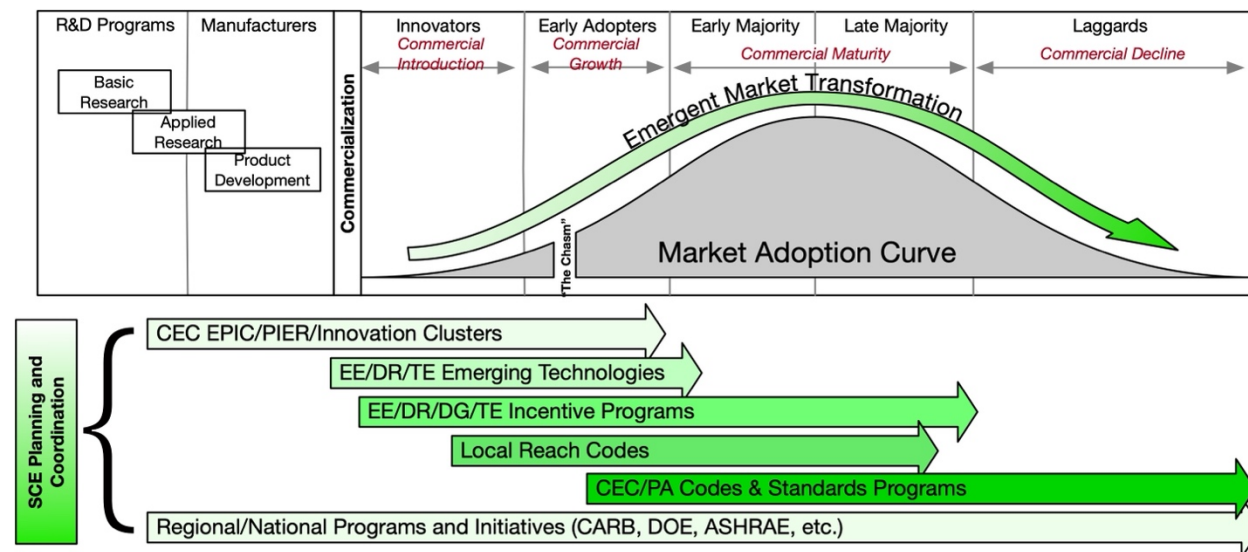 R&D Programs
Manufacturers
Innovators
Early Adopters
Early Majority
Late Majority
Laggards
Commercial
Introduction
Commercial
Growth
Commercial Maturity
Commercial Decline
Basic
Research
Applied
Research
Product
Development
Commercialization
Emergent Market Transformation
"The Chasm"
Market Adoption Curve
SCE Planning and
Coordination
CEC EPIC/PIER/Innovation Clusters
EE/DR/TE Emerging Technologies
EE/DR/DG/TE Incentive Programs
Local Reach Codes
CEC/PA Codes & Standards Programs
Regional/National Programs and Initiatives (CARB, DOE, ASHRAE, etc.)